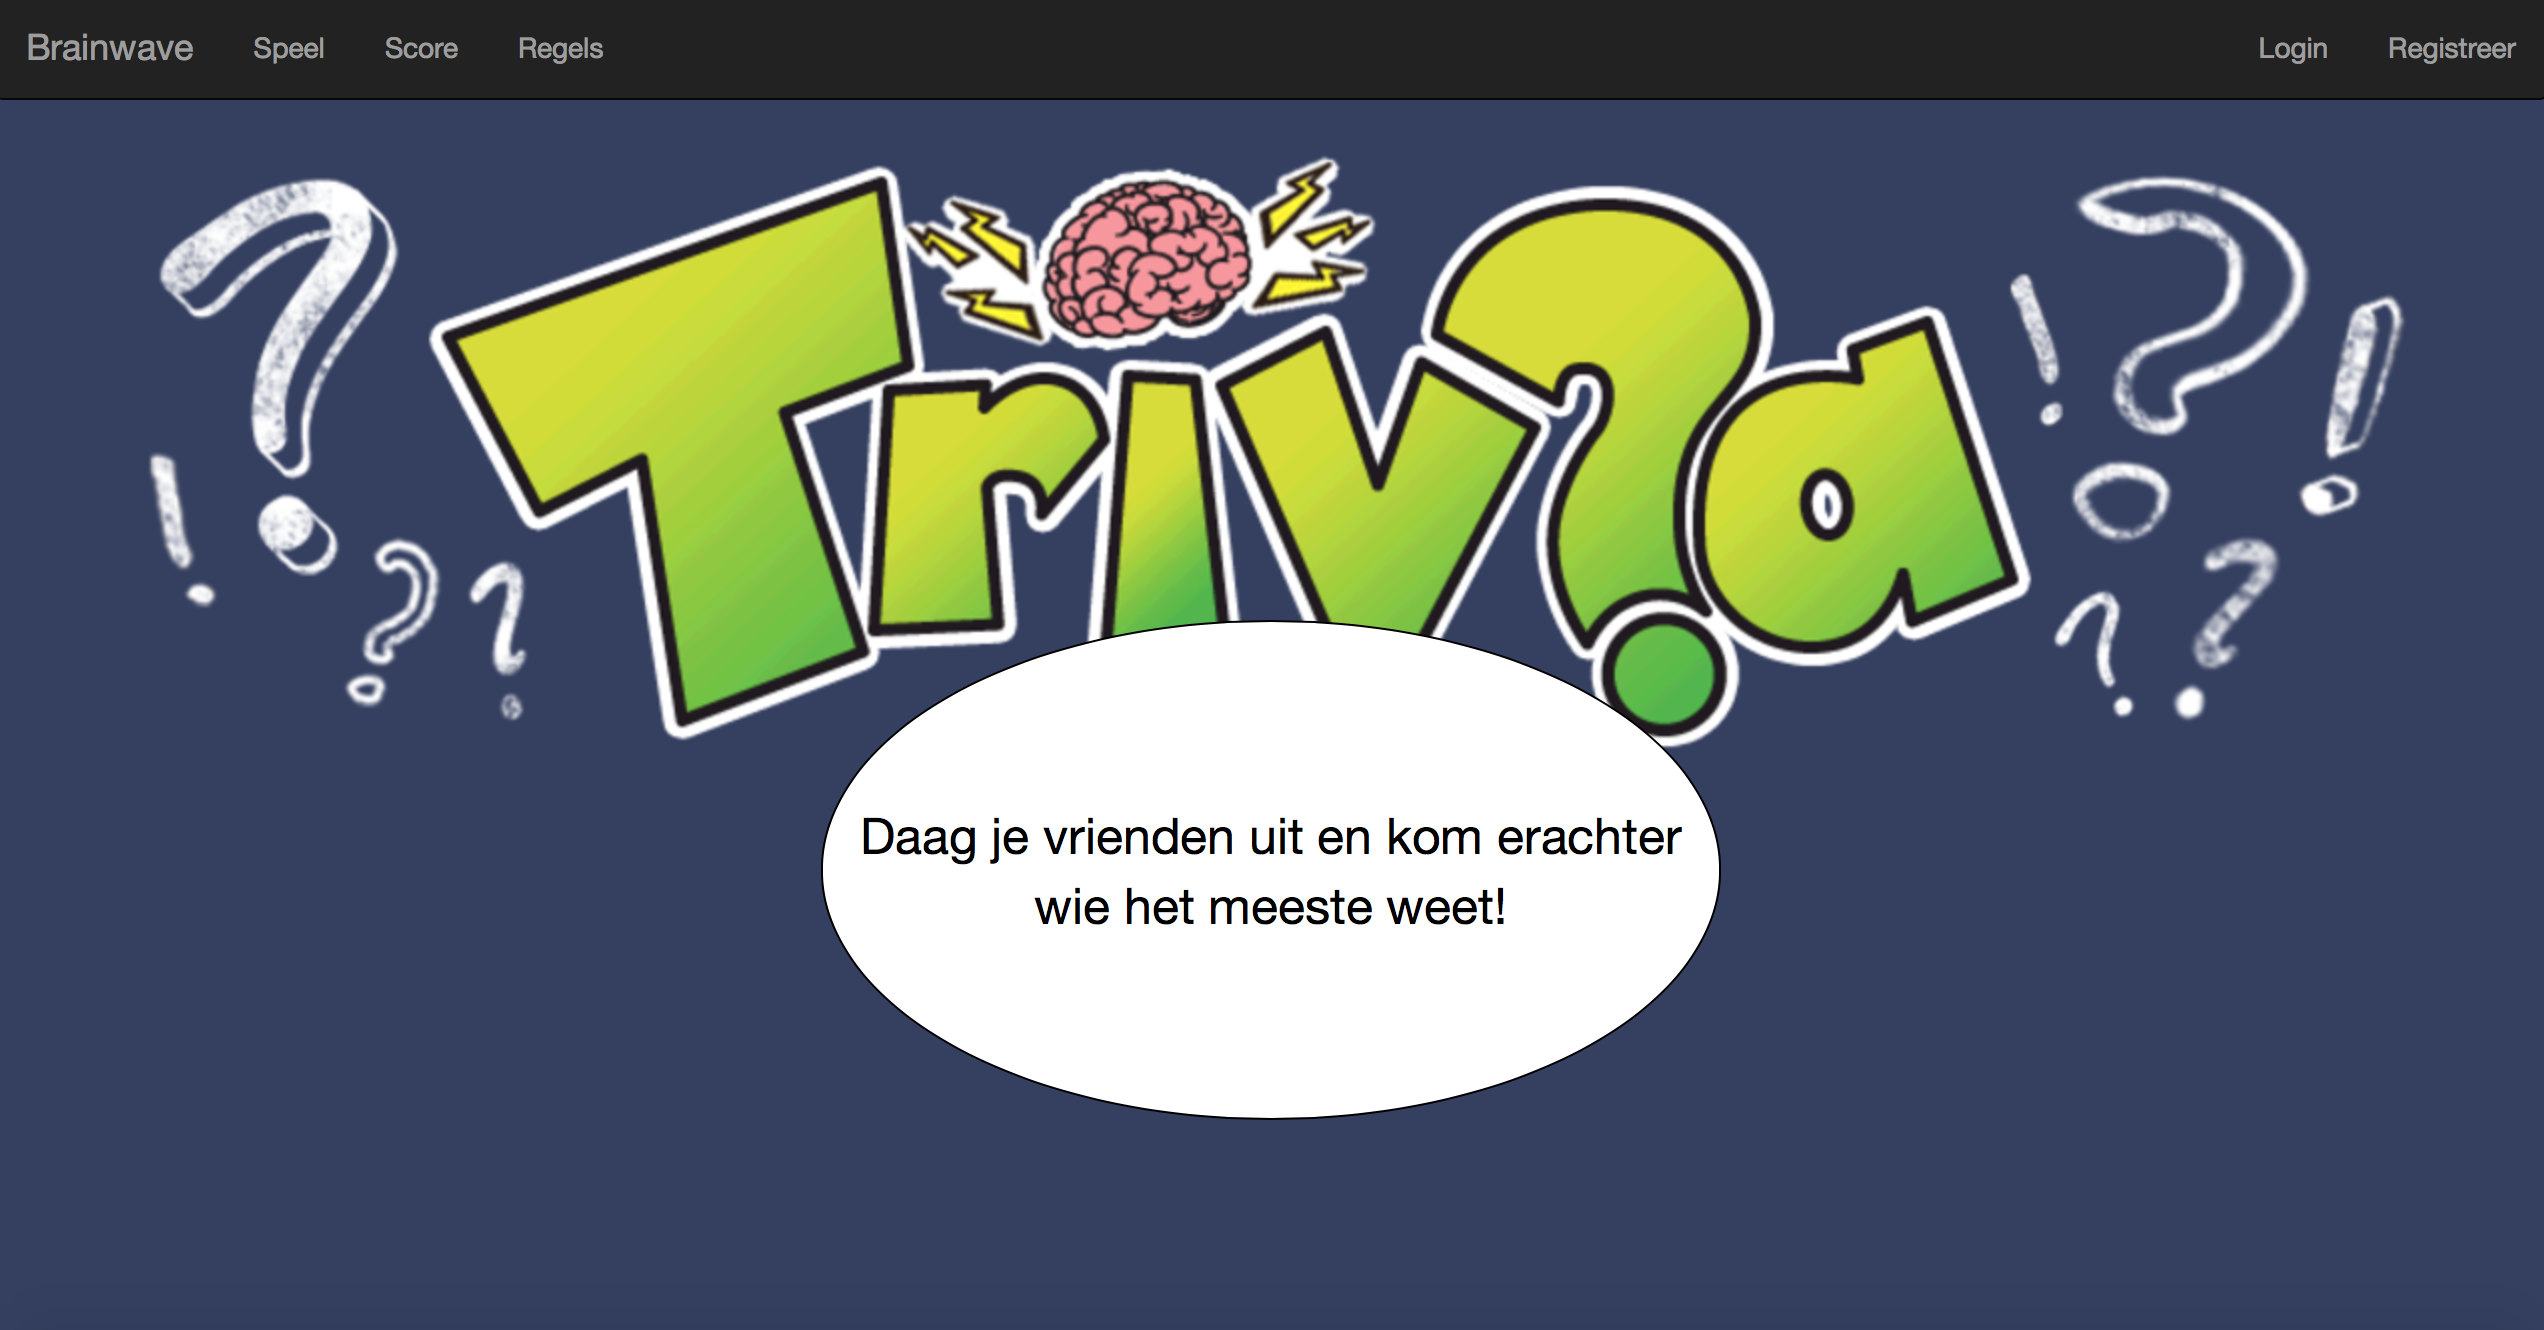 Brainwave Speel Score Regels Login Registreer
Triv?a
Daag je vrienden uit en kom erachter
wie het meeste weet!